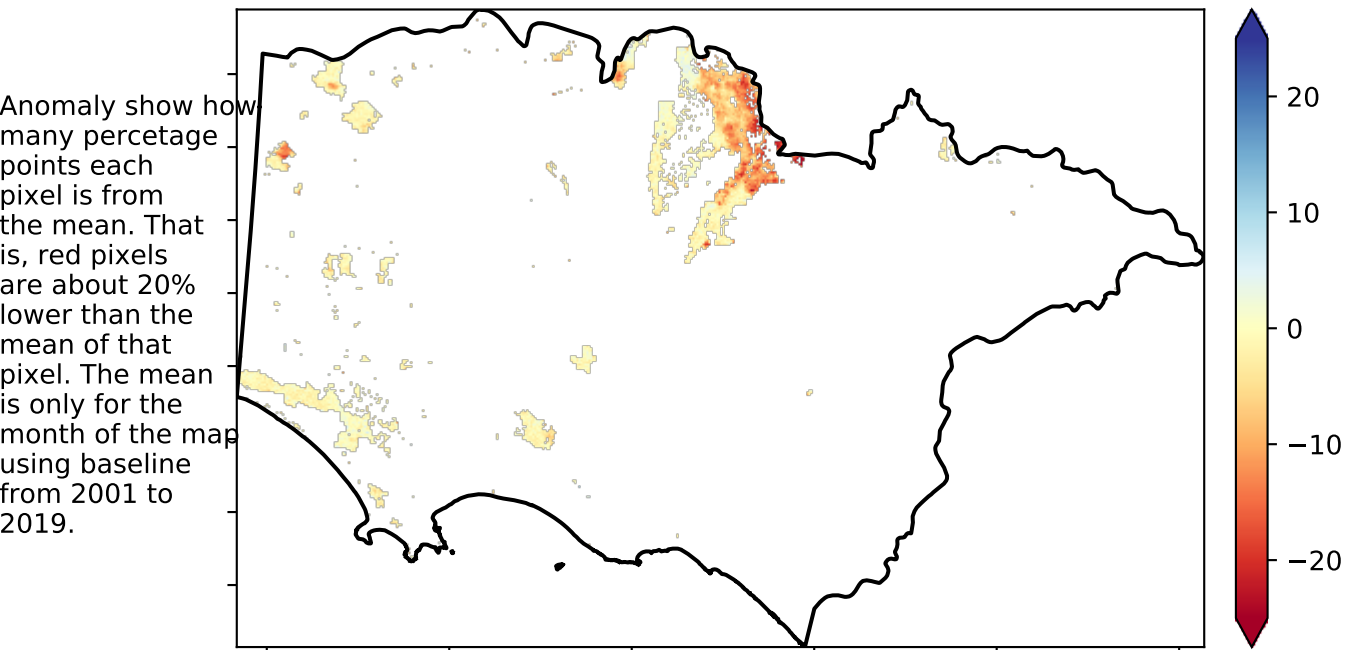 Anomaly show how
many percetage
points each
pixel is from
the mean. That
is, red pixels
are about 20%
lower than the
mean of that
pixel. The mean
is only for the
month of the map
using baseline
from 2001 to
2019.
20
10
0
−10
−20